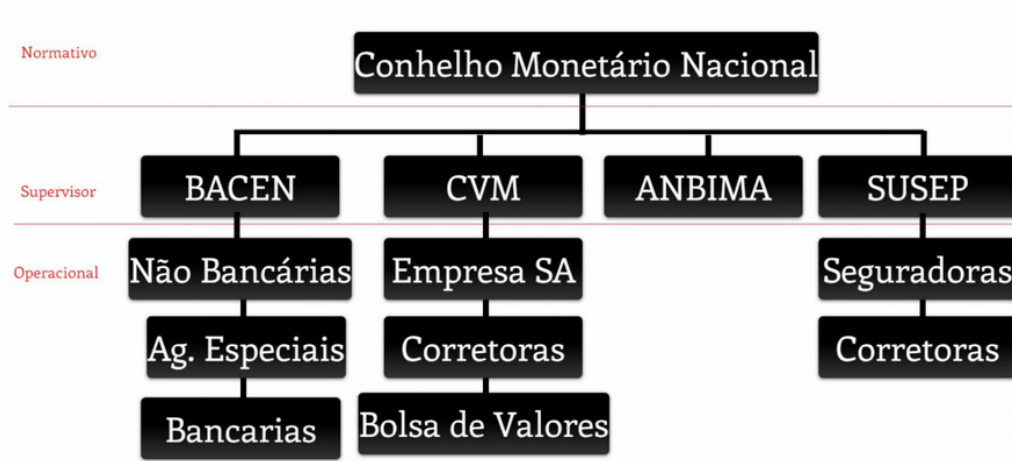 Normativo
Conhelho Monetário Nacional
Supervisor
BACEN
CVM
ANBIMA
SUSEP
Operacional
Não Bancárias
Empresa SA
Seguradoras
Ag. Especiais
Corretoras
Corretoras
Bancarias
Bolsa de Valores